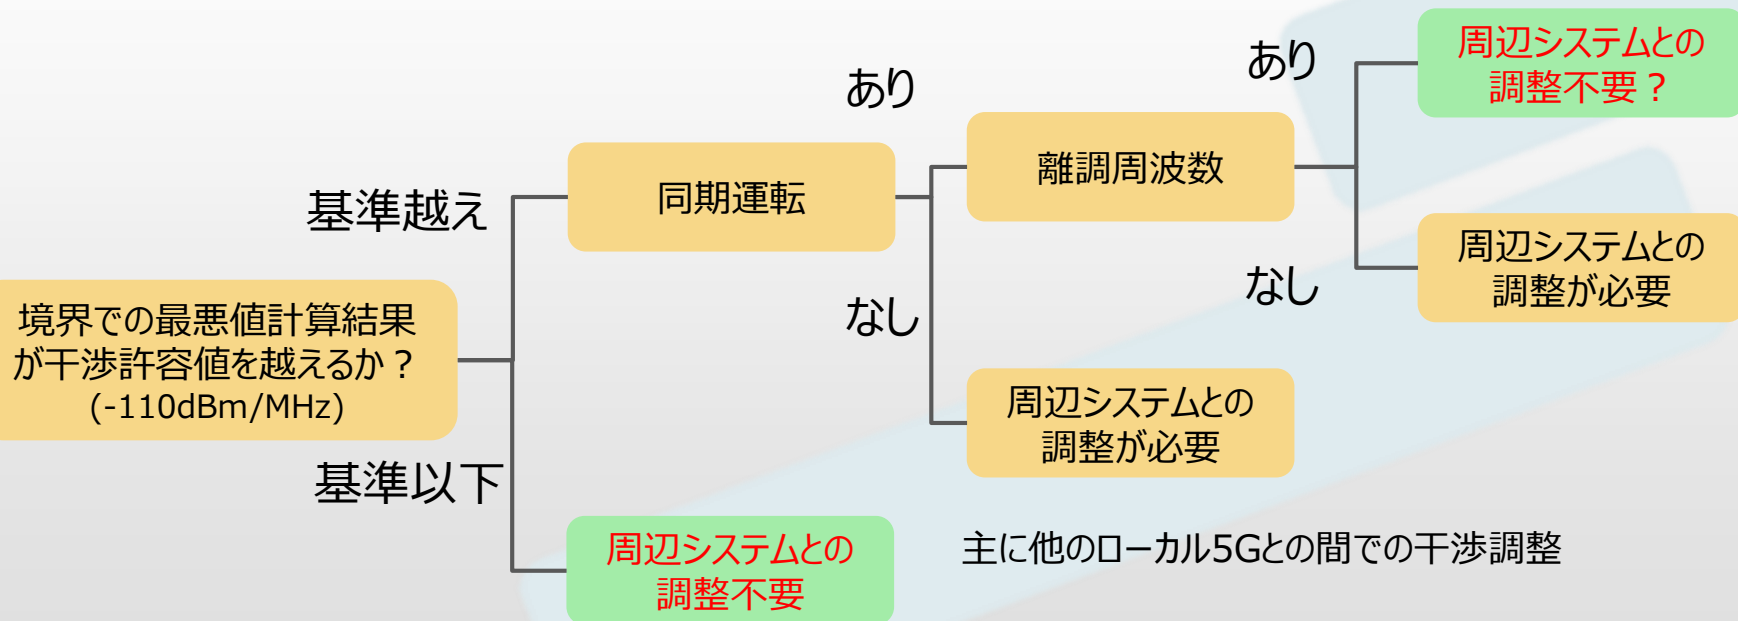 境界での最悪値計算結果
が干渉許容値を越えるか？
(-110dBm/MHz)
基準越え
基準以下
同期運転
周辺システムとの
調整不要
あり
なし
離調周波数
周辺システムとの
調整が必要
あり
なし
周辺システムとの
調整不要？
周辺システムとの
調整が必要
主に他のローカル5Gとの間での干渉調整